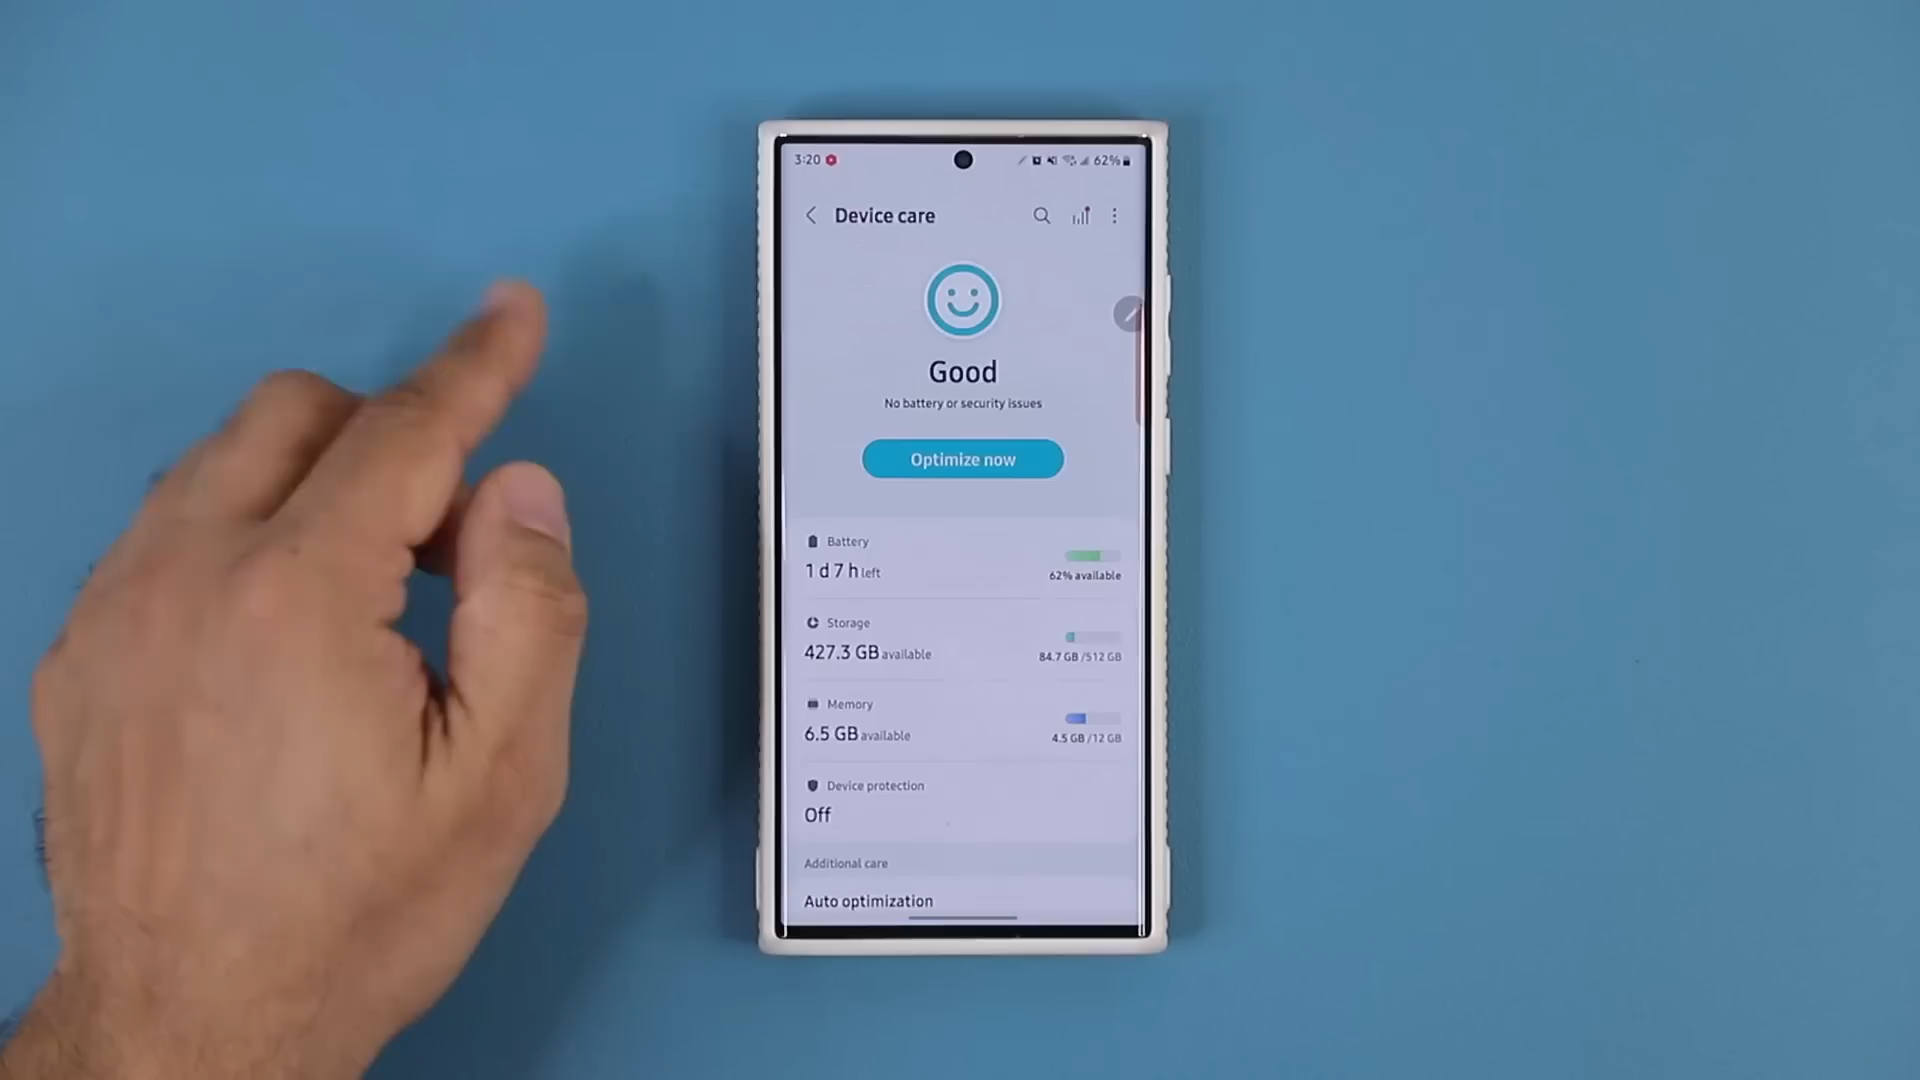 3:20 62%
Device care
Good
No battery or security issues
Optimize now
Battery
1 d 7 h left
62% available
Storage
427.3 GB available
84.7 GB /512 GB
Memory
6.5 GB available
4.5 GB /12 GB
Device protection
Off
Additional care
Auto optimization